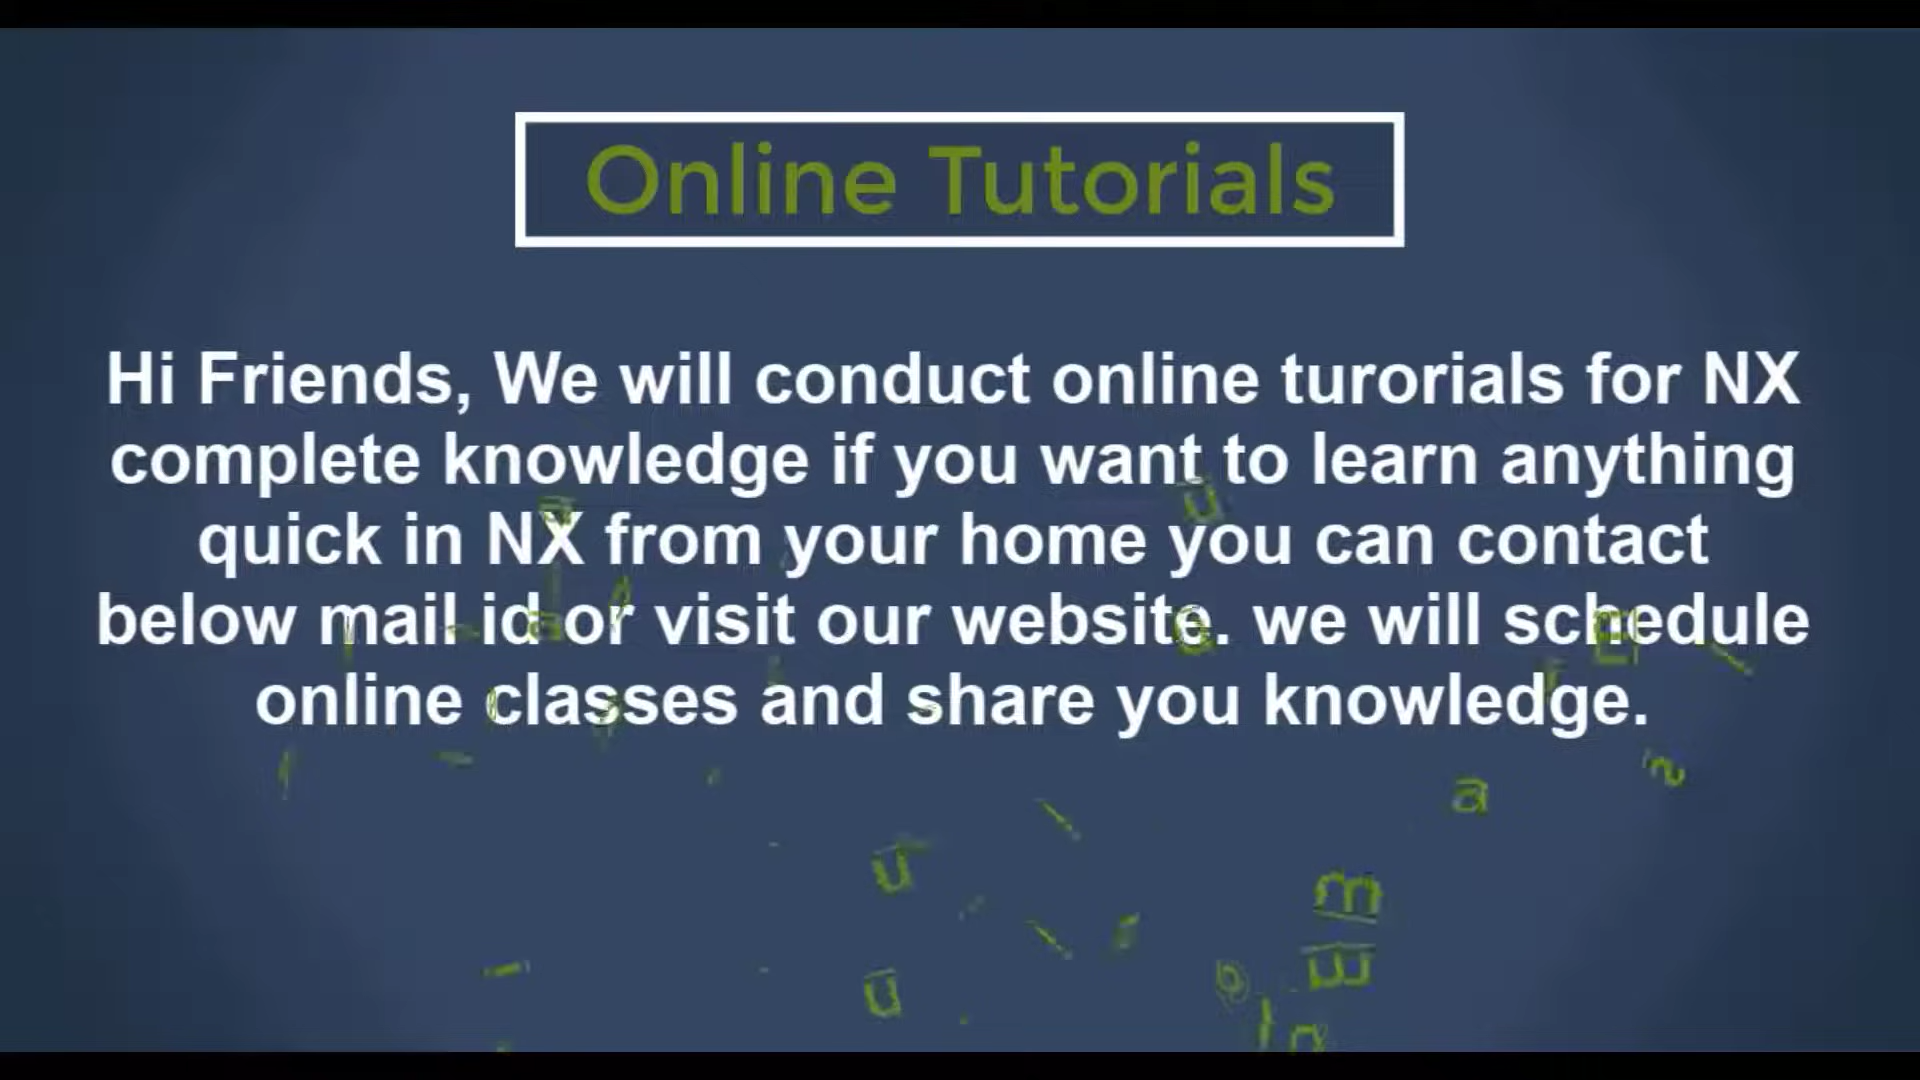 Online Tutorials
Hi Friends, We will conduct online turorials for NX
complete knowledge if you want to learn anything
quick in NX from your home you can contact
below mail id or visit our website. we will schedule
online classes and share you knowledge.